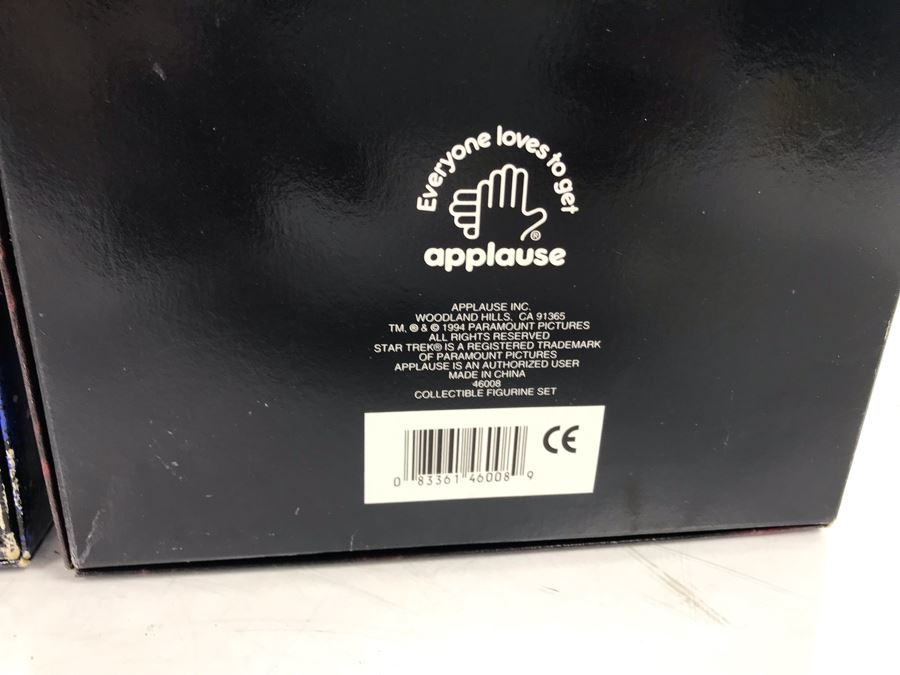 Everyone loves to get
®
applause
APPLAUSE INC.
WOODLAND HILLS, CA 91365
TM, ® & © 1994 PARAMOUNT PICTURES
ALL RIGHTS RESERVED
STAR TREK® IS A REGISTERED TRADEMARK
OF PARAMOUNT PICTURES
APPLAUSE IS AN AUTHORIZED USER
MADE IN CHINA
46008
COLLECTIBLE FIGURINE SET
CE
0 83361 46008 9